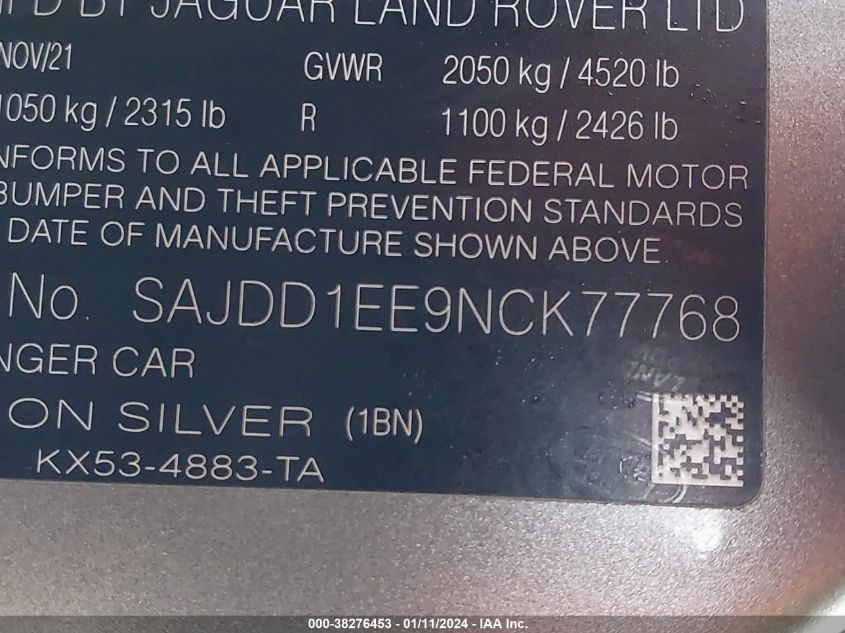 MFD BY JAGUAR LAND ROVER LTD
NOV/21 GVWR 2050 kg / 4520 lb
1050 kg / 2315 lb R 1100 kg / 2426 lb
NFORMS TO ALL APPLICABLE FEDERAL MOTOR
BUMPER AND THEFT PREVENTION STANDARDS
DATE OF MANUFACTURE SHOWN ABOVE.
No. SAJDD1EE9NCK77768
NGER CAR
ON SILVER (1BN)
KX53-4883-TA
000-38276453 - 01/11/2024 - IAA Inc.